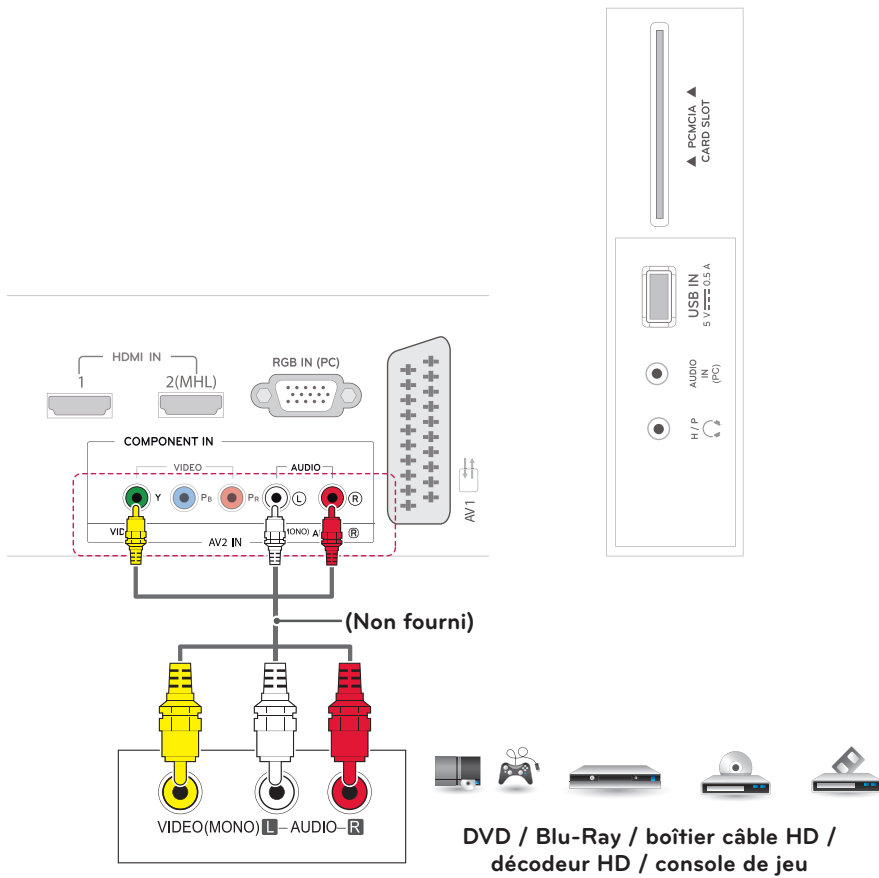 ▲ PCMCIA ▲
CARD SLOT
USB IN
5 V 0.5 A
AUDIO
IN
(PC)
H / P
HDMI IN
1
2(MHL)
RGB IN (PC)
COMPONENT IN
VIDEO
AUDIO
Y
PB
PR
L
R
AV2 IN
R
AV1
(Non fourni)
VIDEO(MONO) L – AUDIO – R
DVD / Blu-Ray / boîtier câble HD /
décodeur HD / console de jeu